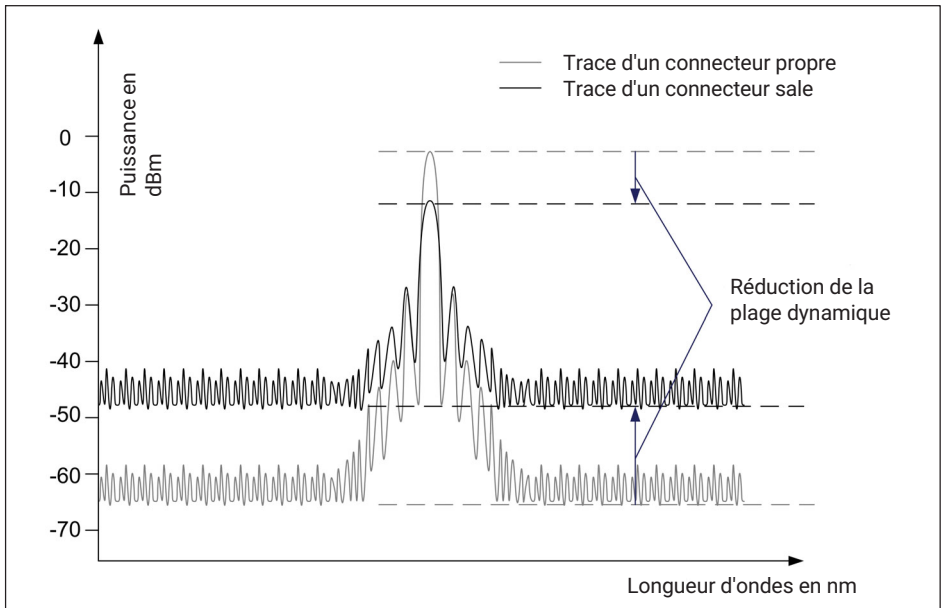 Trace d'un connecteur propre
Trace d'un connecteur sale
Puissance en
dBm
0
-10
-20
-30
-40
-50
-60
-70
Réduction de la
plage dynamique
Longueur d'ondes en nm